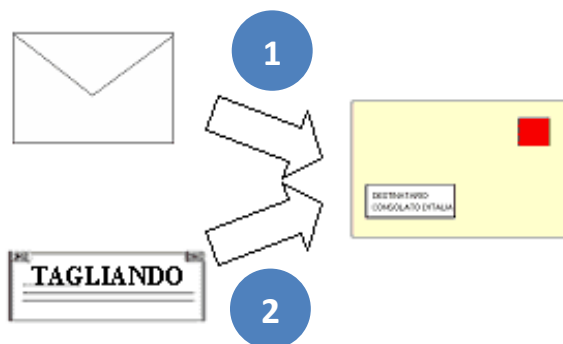 1
DESTINATARIO
CONSOLATO D'ITALIA
TAGLIANDO
2